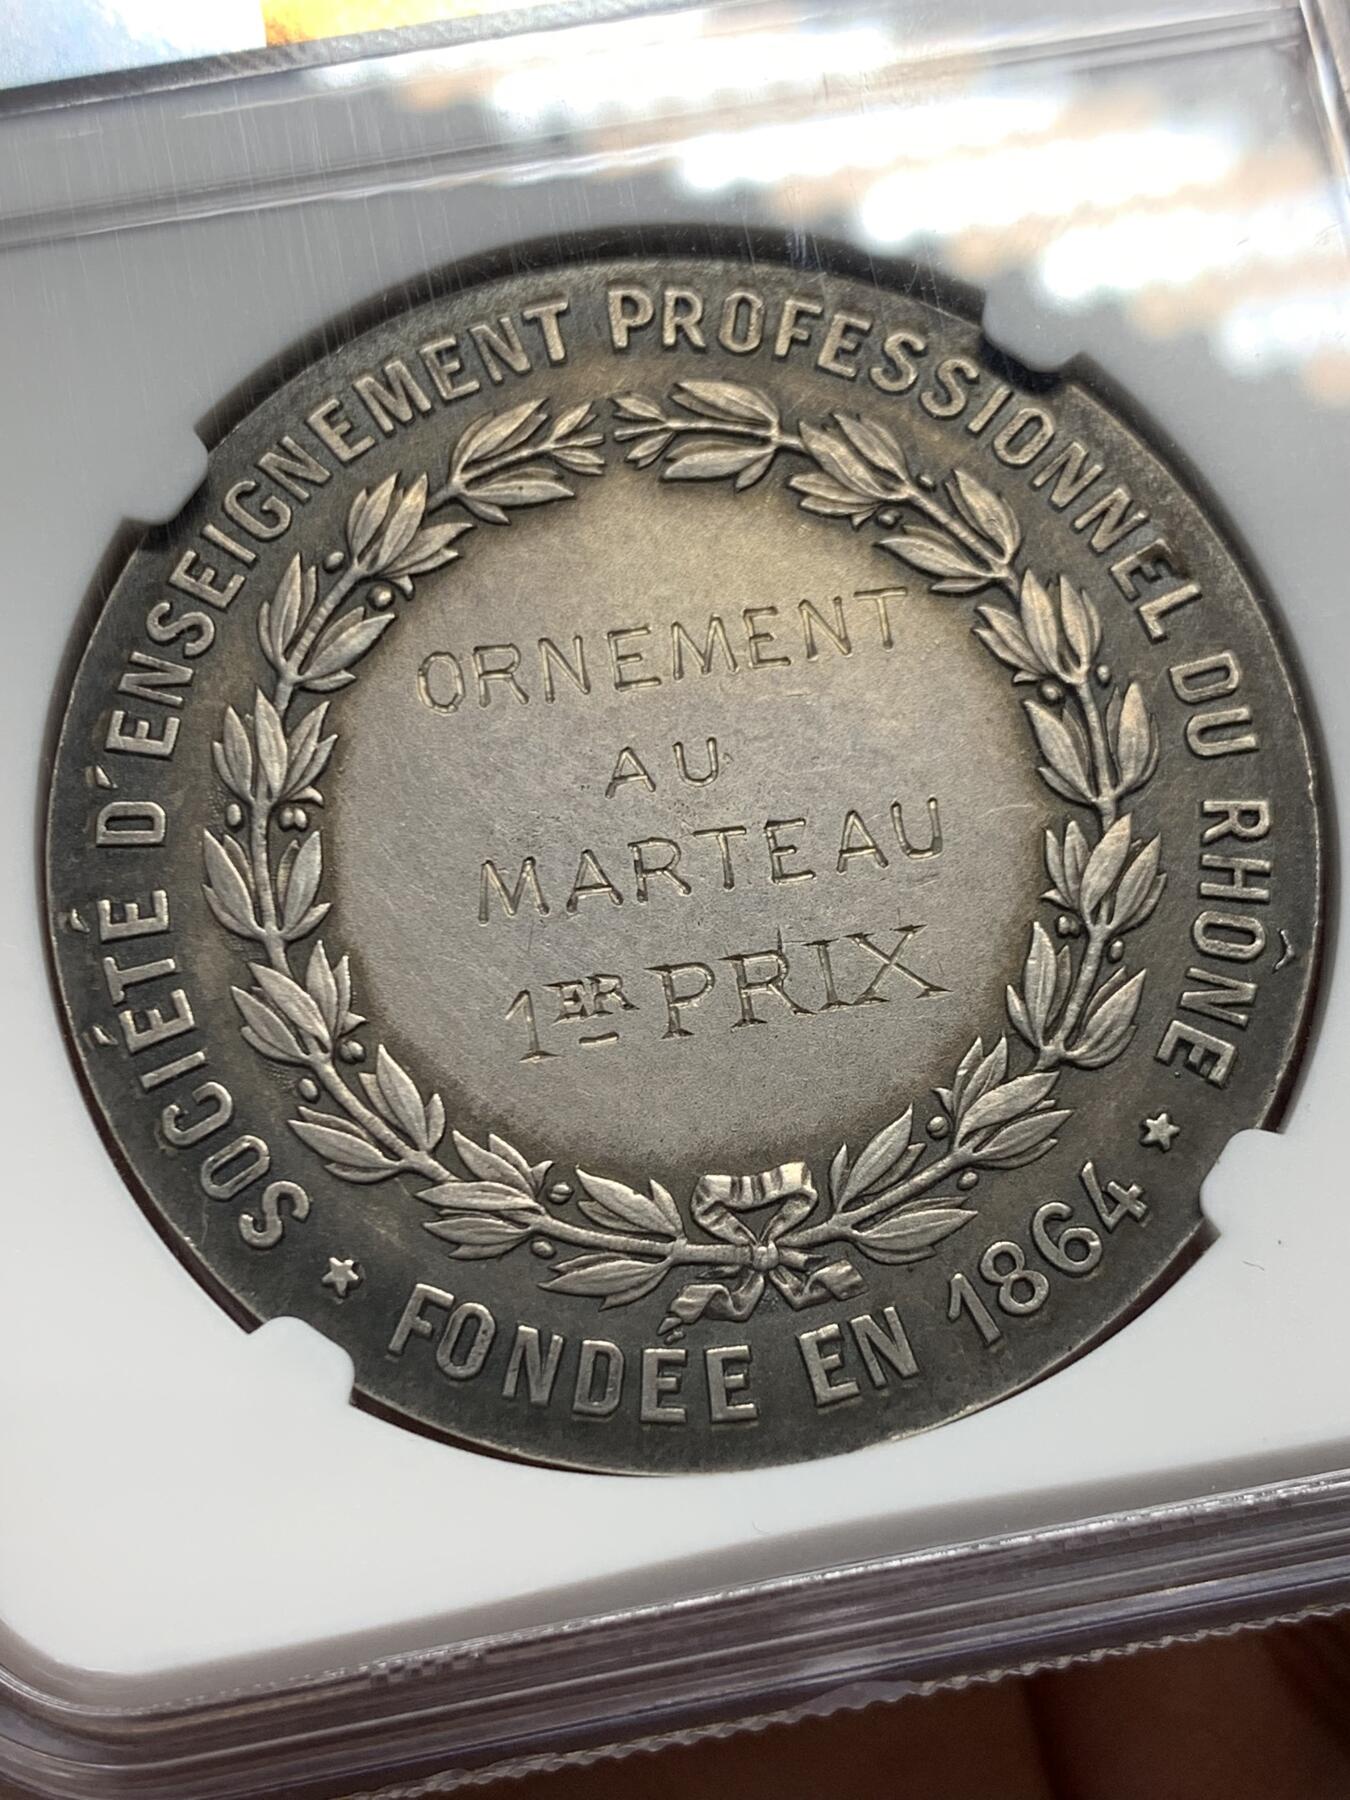 SOCIÉTÉ D'ENSEIGNEMENT PROFESSIONNEL DU RHÔNE
ORNEMENT
AU
MARTEAU
1ER PRIX
★ FONDÉE EN 1864 ★